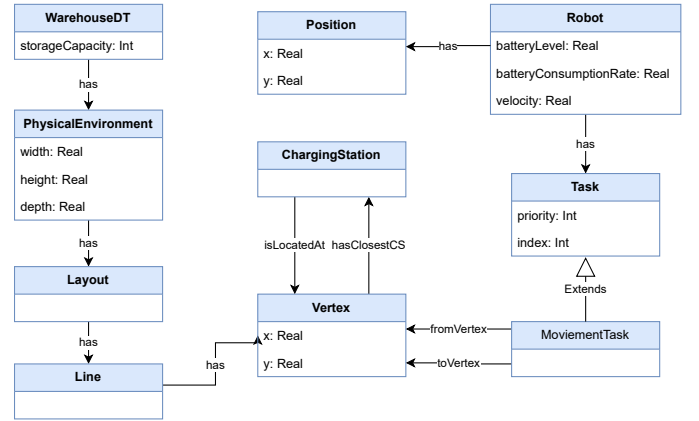 WarehouseDT
storageCapacity: Int
has
PhysicalEnvironment
width: Real
height: Real
depth: Real
has
Layout
has
Line
has
Position
x: Real
y: Real
has
Robot
batteryLevel: Real
batteryConsumptionRate: Real
velocity: Real
has
Task
priority: Int
index: Int
Extends
MoviementTask
fromVertex
toVertex
ChargingStation
isLocatedAt
hasClosestCS
Vertex
x: Real
y: Real